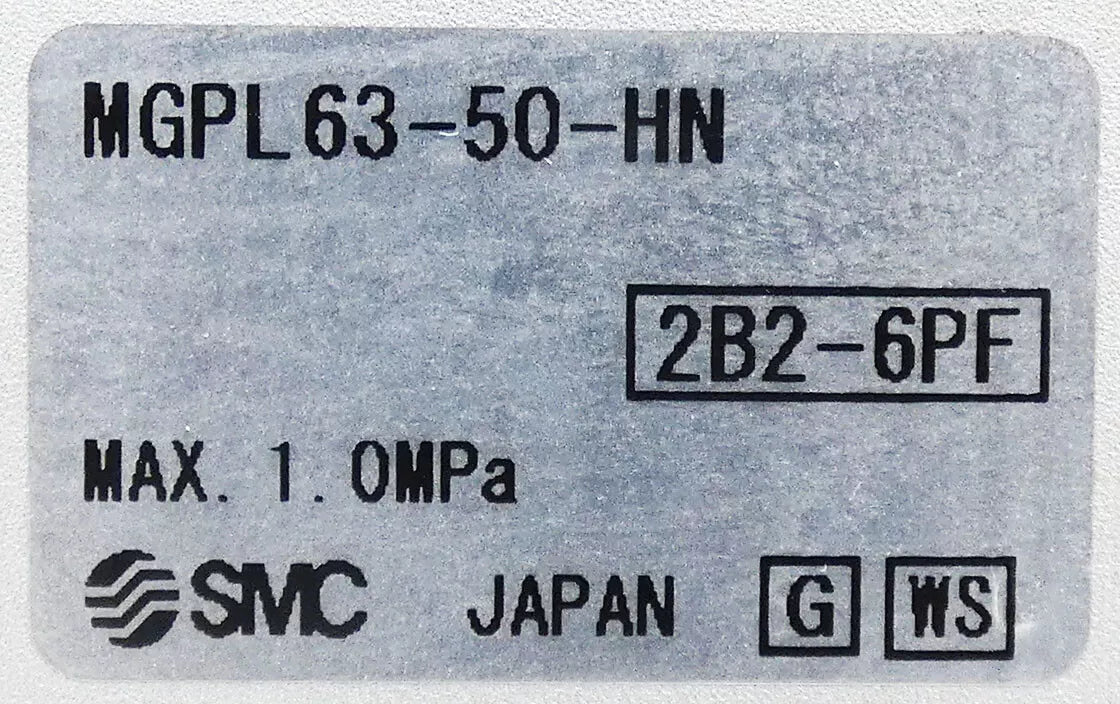 MGPL63-50-HN
2B2-6PF
MAX. 1.0MPa
SMC JAPAN G WS